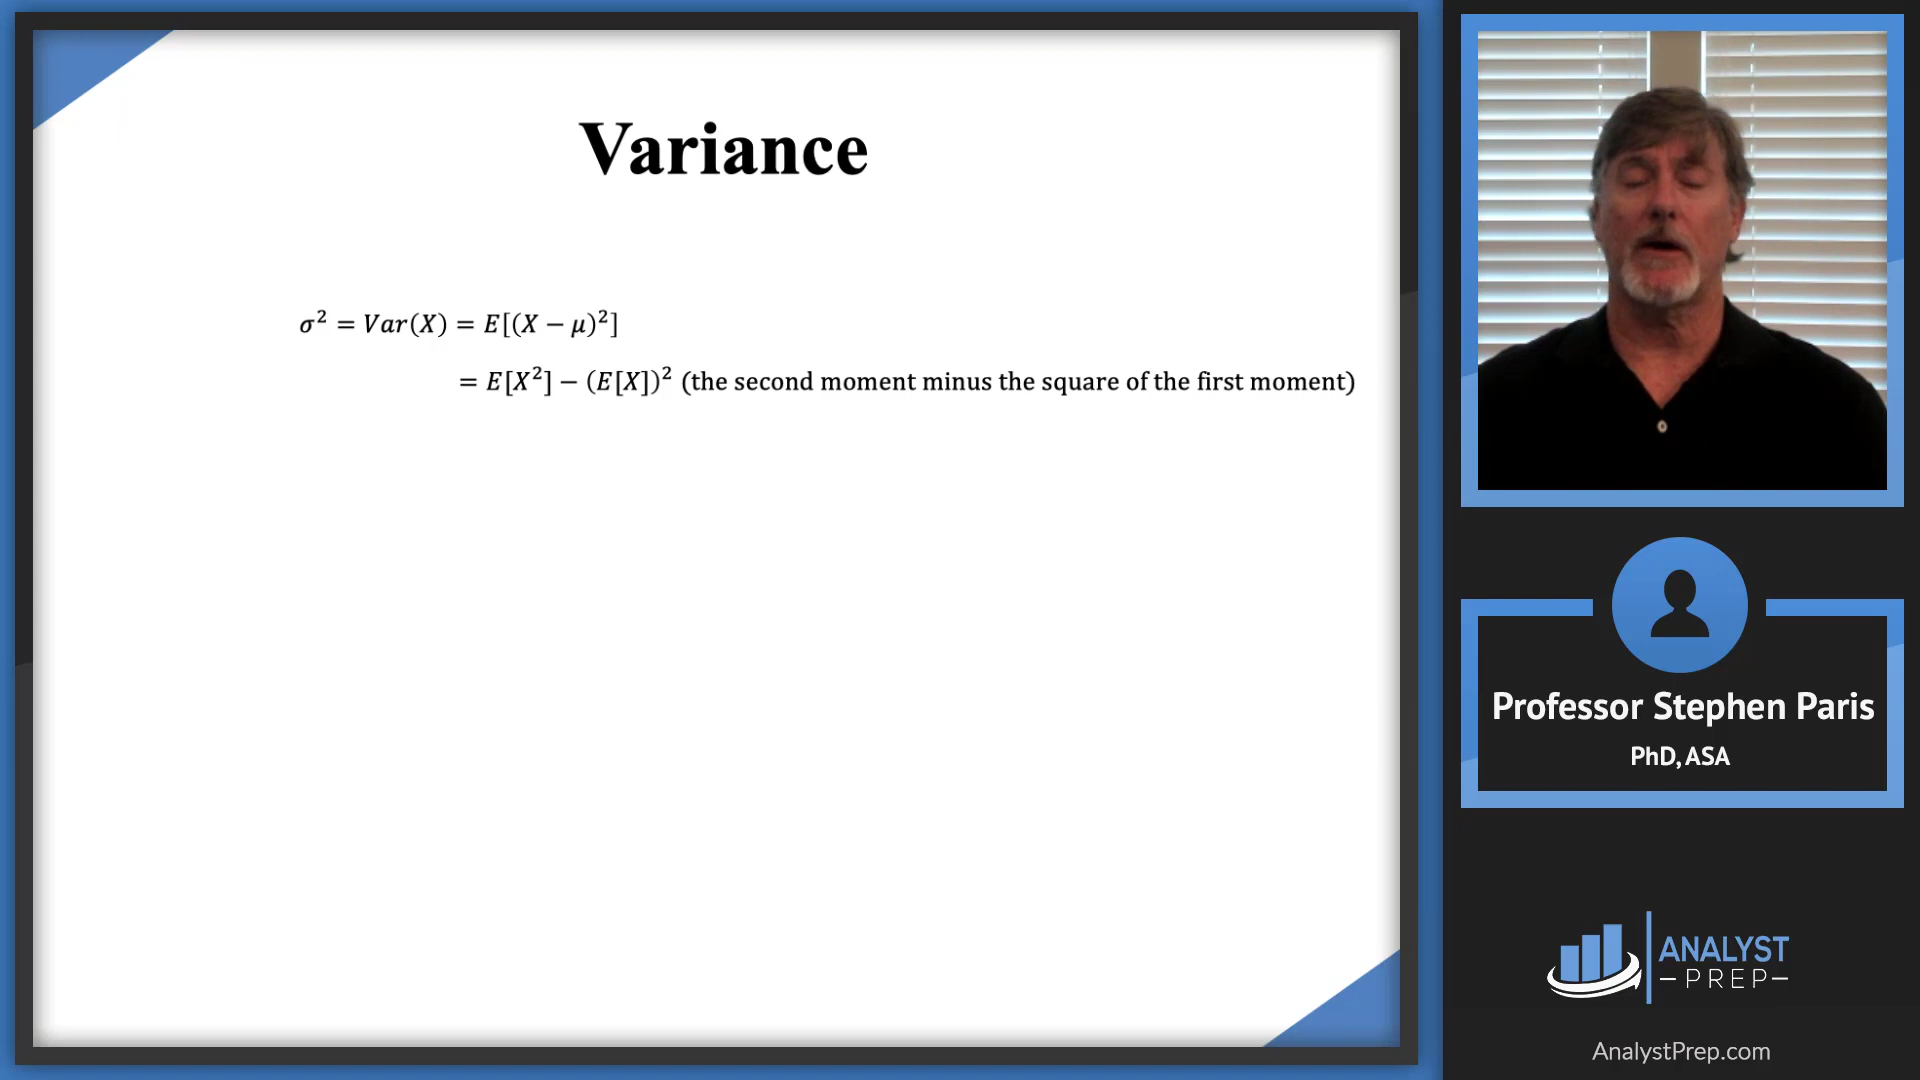 Variance
σ² = Var(X) = E[(X − μ)²]
= E[X²] − (E[X])² (the second moment minus the square of the first moment)
Professor Stephen Paris
PhD, ASA
ANALYST
PREP
AnalystPrep.com